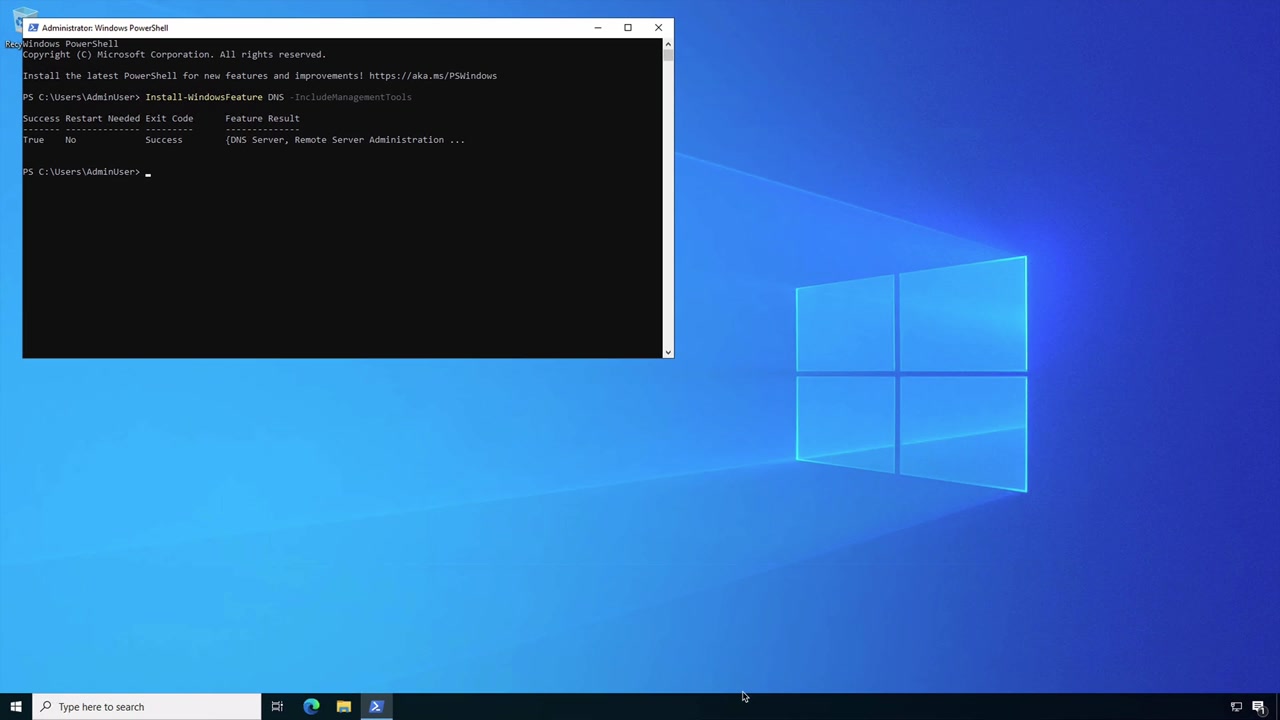 Administrator: Windows PowerShell
Windows PowerShell
Copyright (C) Microsoft Corporation. All rights reserved.
Install the latest PowerShell for new features and improvements! https://aka.ms/PSWindows
PS C:\Users\AdminUser> Install-WindowsFeature DNS -IncludeManagementTools
Success Restart Needed Exit Code      Feature Result
------- -------------- ---------      --------------
True    No             Success        {DNS Server, Remote Server Administration ...
PS C:\Users\AdminUser>
Type here to search